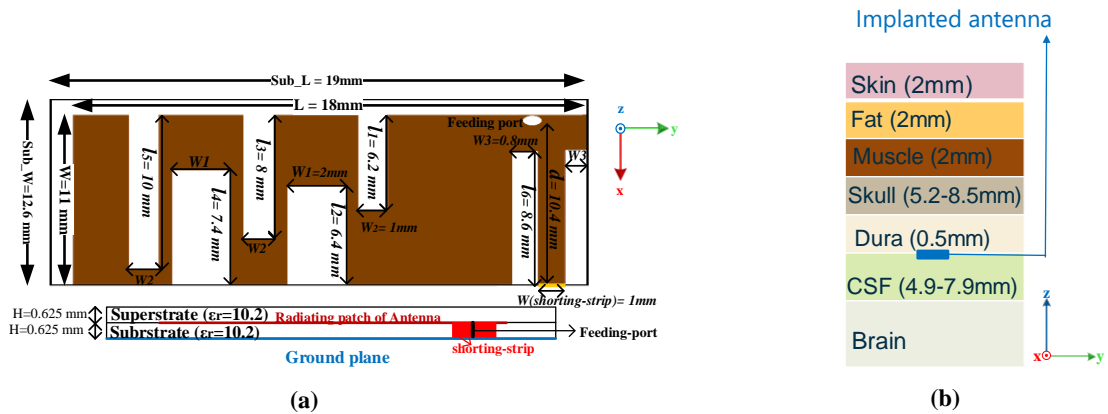 Implanted antenna
Sub_L = 19mm
L = 18mm
Sub_W=12.6 mm
W=11 mm
l5= 10 mm
W1
l4= 7.4 mm
W2
l3= 8 mm
W2
W1=2mm
l2= 6.4 mm
l1= 6.2 mm
W2= 1mm
Feeding port
W3=0.8mm
l6= 8.6 mm
d= 10.4mm
W3
W(shorting-strip)= 1mm
z
y
x
H=0.625 mm
H=0.625 mm
Superstrate (εr=10.2)
Radiating patch of Antenna
Subrstrate (εr=10.2)
Feeding-port
shorting-strip
Ground plane
(a)
Skin (2mm)
Fat (2mm)
Muscle (2mm)
Skull (5.2-8.5mm)
Dura (0.5mm)
CSF (4.9-7.9mm)
Brain
z
x
y
(b)